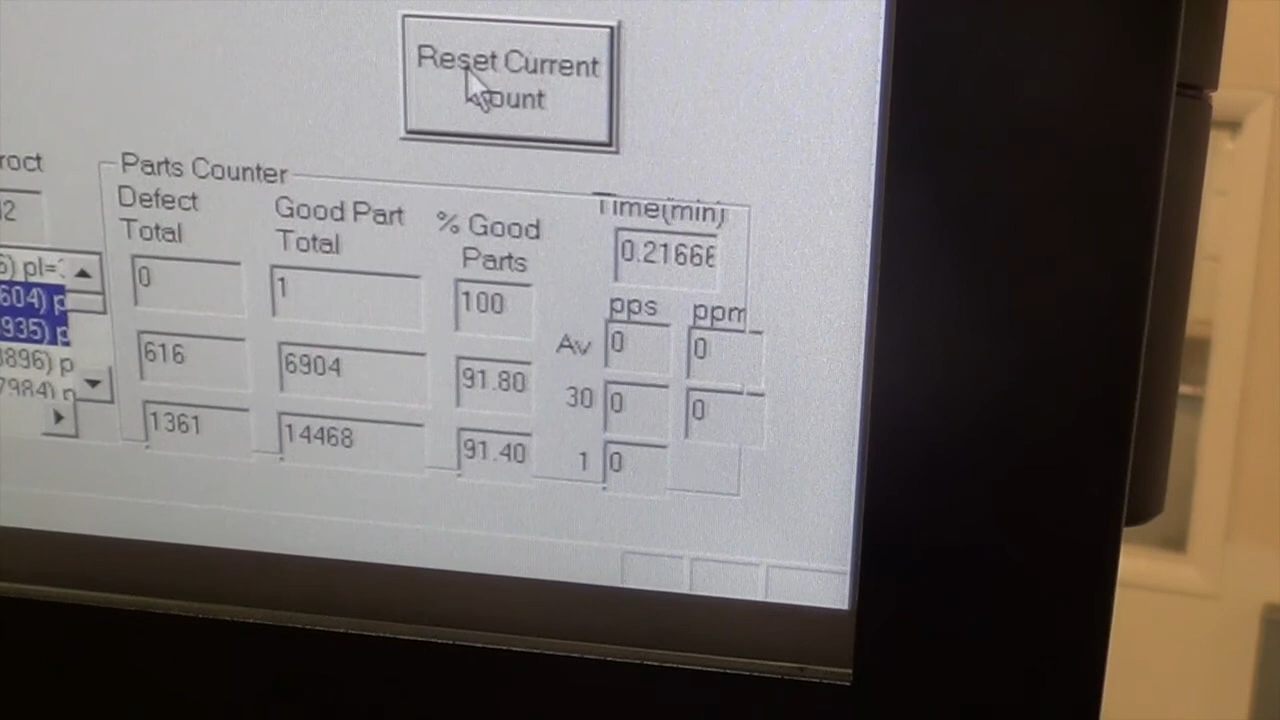 Reset Current
ount
roct
Parts Counter
Defect
Total
Good Part
Total
% Good
Parts
Time(min)
0.21666
0
1
100
pps
ppm
Av
0
0
616
6904
91.80
30
0
0
1361
14468
91.40
1
0
604) p
935) p